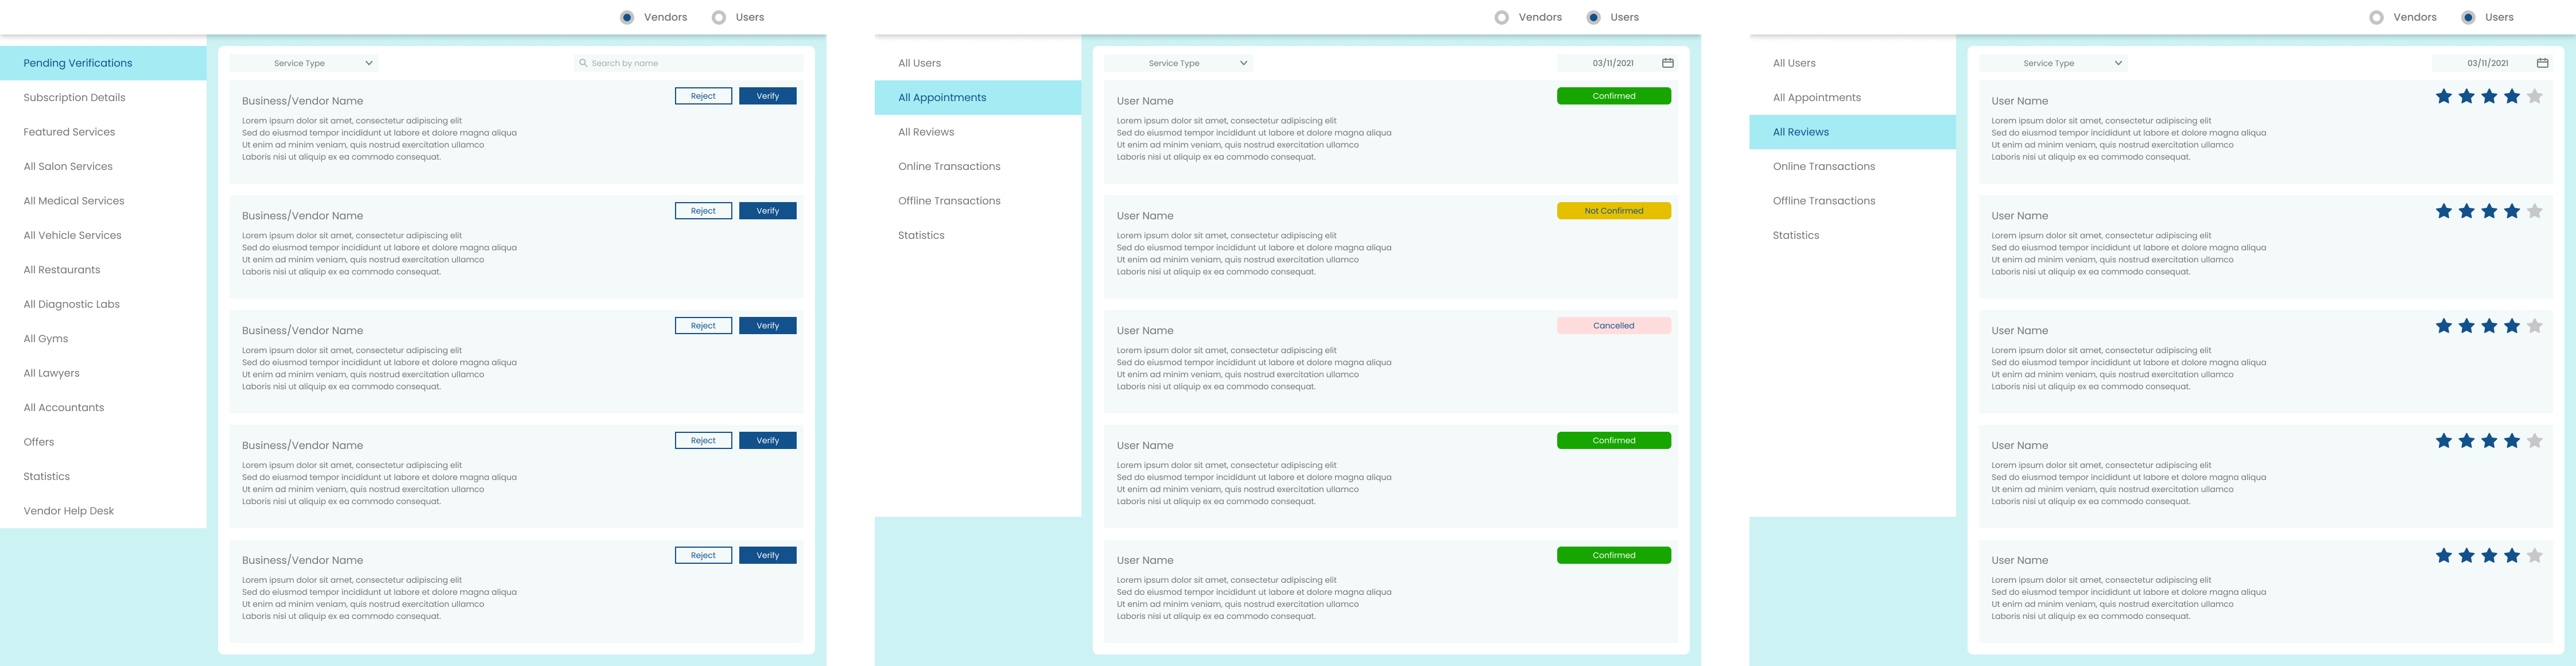 Vendors
Users
Pending Verifications
Subscription Details
Featured Services
All Salon Services
All Medical Services
All Vehicle Services
All Restaurants
All Diagnostic Labs
All Gyms
All Lawyers
All Accountants
Offers
Statistics
Vendor Help Desk
Service Type
Search by name
Business/Vendor Name
Reject
Verify
Lorem ipsum dolor sit amet, consectetur adipiscing elit
Sed do eiusmod tempor incididunt ut labore et dolore magna aliqua
Ut enim ad minim veniam, quis nostrud exercitation ullamco
Laboris nisi ut aliquip ex ea commodo consequat.
Business/Vendor Name
Reject
Verify
Lorem ipsum dolor sit amet, consectetur adipiscing elit
Sed do eiusmod tempor incididunt ut labore et dolore magna aliqua
Ut enim ad minim veniam, quis nostrud exercitation ullamco
Laboris nisi ut aliquip ex ea commodo consequat.
Business/Vendor Name
Reject
Verify
Lorem ipsum dolor sit amet, consectetur adipiscing elit
Sed do eiusmod tempor incididunt ut labore et dolore magna aliqua
Ut enim ad minim veniam, quis nostrud exercitation ullamco
Laboris nisi ut aliquip ex ea commodo consequat.
Business/Vendor Name
Reject
Verify
Lorem ipsum dolor sit amet, consectetur adipiscing elit
Sed do eiusmod tempor incididunt ut labore et dolore magna aliqua
Ut enim ad minim veniam, quis nostrud exercitation ullamco
Laboris nisi ut aliquip ex ea commodo consequat.
Business/Vendor Name
Reject
Verify
Lorem ipsum dolor sit amet, consectetur adipiscing elit
Sed do eiusmod tempor incididunt ut labore et dolore magna aliqua
Ut enim ad minim veniam, quis nostrud exercitation ullamco
Laboris nisi ut aliquip ex ea commodo consequat.
Vendors
Users
All Users
All Appointments
All Reviews
Online Transactions
Offline Transactions
Statistics
Service Type
03/11/2021
User Name
Confirmed
Lorem ipsum dolor sit amet, consectetur adipiscing elit
Sed do eiusmod tempor incididunt ut labore et dolore magna aliqua
Ut enim ad minim veniam, quis nostrud exercitation ullamco
Laboris nisi ut aliquip ex ea commodo consequat.
User Name
Not Confirmed
Lorem ipsum dolor sit amet, consectetur adipiscing elit
Sed do eiusmod tempor incididunt ut labore et dolore magna aliqua
Ut enim ad minim veniam, quis nostrud exercitation ullamco
Laboris nisi ut aliquip ex ea commodo consequat.
User Name
Cancelled
Lorem ipsum dolor sit amet, consectetur adipiscing elit
Sed do eiusmod tempor incididunt ut labore et dolore magna aliqua
Ut enim ad minim veniam, quis nostrud exercitation ullamco
Laboris nisi ut aliquip ex ea commodo consequat.
User Name
Confirmed
Lorem ipsum dolor sit amet, consectetur adipiscing elit
Sed do eiusmod tempor incididunt ut labore et dolore magna aliqua
Ut enim ad minim veniam, quis nostrud exercitation ullamco
Laboris nisi ut aliquip ex ea commodo consequat.
User Name
Confirmed
Lorem ipsum dolor sit amet, consectetur adipiscing elit
Sed do eiusmod tempor incididunt ut labore et dolore magna aliqua
Ut enim ad minim veniam, quis nostrud exercitation ullamco
Laboris nisi ut aliquip ex ea commodo consequat.
Vendors
Users
All Users
All Appointments
All Reviews
Online Transactions
Offline Transactions
Statistics
Service Type
03/11/2021
User Name
Lorem ipsum dolor sit amet, consectetur adipiscing elit
Sed do eiusmod tempor incididunt ut labore et dolore magna aliqua
Ut enim ad minim veniam, quis nostrud exercitation ullamco
Laboris nisi ut aliquip ex ea commodo consequat.
User Name
Lorem ipsum dolor sit amet, consectetur adipiscing elit
Sed do eiusmod tempor incididunt ut labore et dolore magna aliqua
Ut enim ad minim veniam, quis nostrud exercitation ullamco
Laboris nisi ut aliquip ex ea commodo consequat.
User Name
Lorem ipsum dolor sit amet, consectetur adipiscing elit
Sed do eiusmod tempor incididunt ut labore et dolore magna aliqua
Ut enim ad minim veniam, quis nostrud exercitation ullamco
Laboris nisi ut aliquip ex ea commodo consequat.
User Name
Lorem ipsum dolor sit amet, consectetur adipiscing elit
Sed do eiusmod tempor incididunt ut labore et dolore magna aliqua
Ut enim ad minim veniam, quis nostrud exercitation ullamco
Laboris nisi ut aliquip ex ea commodo consequat.
User Name
Lorem ipsum dolor sit amet, consectetur adipiscing elit
Sed do eiusmod tempor incididunt ut labore et dolore magna aliqua
Ut enim ad minim veniam, quis nostrud exercitation ullamco
Laboris nisi ut aliquip ex ea commodo consequat.